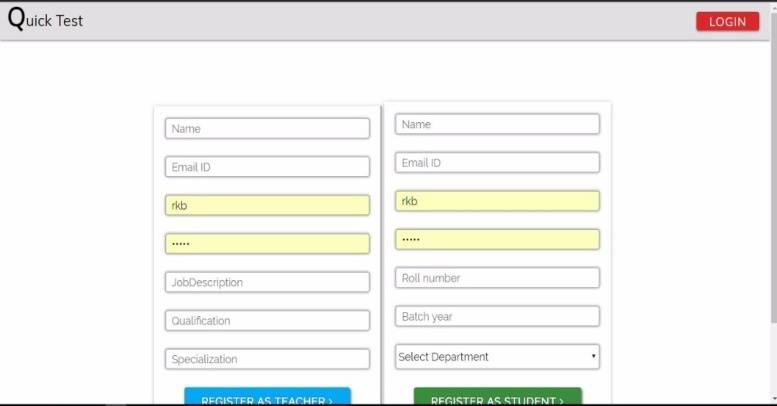 Quick Test
LOGIN
Name
Email ID
rkb
•••••
JobDescription
Qualification
Specialization
REGISTER AS TEACHER >
Name
Email ID
rkb
•••••
Roll number
Batch year
Select Department
REGISTER AS STUDENT >